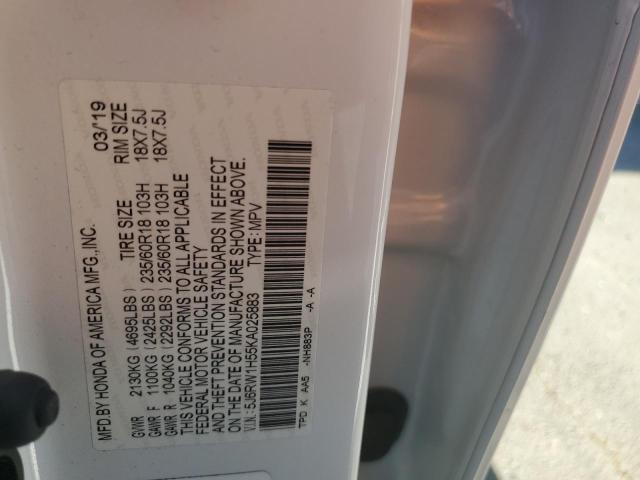 MFD.BY HONDA OF AMERICA MFG.,INC. 03/'19
TIRE SIZE RIM SIZE
GVWR 2130KG (4695LBS)
GAWR F 1100KG (2425LBS) 235/60R18 103H 18X7.5J
GAWR R 1040KG (2292LBS) 235/60R18 103H 18X7.5J
THIS VEHICLE CONFORMS TO ALL APPLICABLE
FEDERAL MOTOR VEHICLE SAFETY
AND THEFT PREVENTION STANDARDS IN EFFECT
ON THE DATE OF MANUFACTURE SHOWN ABOVE.
V.I.N.: 5J6RW1H55KA025883 TYPE: MPV
TPD K AA5 -NH883P -A -A